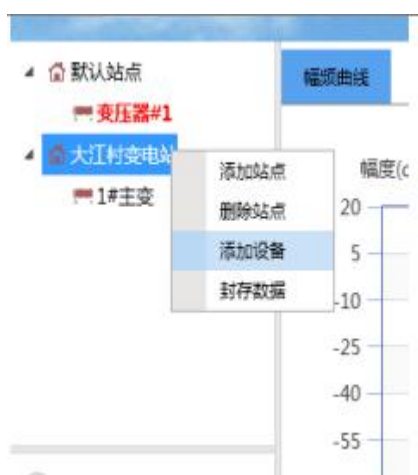 默认站点
变压器#1
大江村变电站
1#主变
添加站点
删除站点
添加设备
封存数据
幅频曲线
幅度(c
20
5
-10
-25
-40
-55